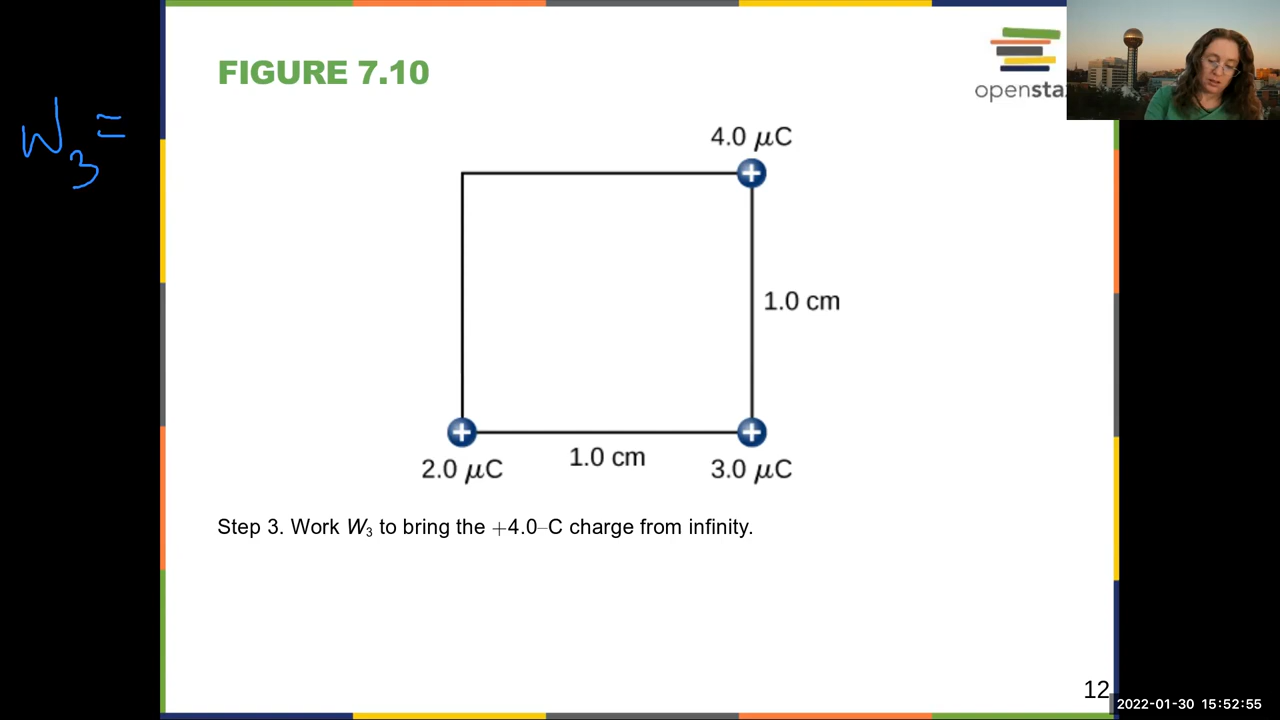 FIGURE 7.10
opensta
W₃ =
4.0 μC
1.0 cm
1.0 cm
2.0 μC
3.0 μC
Step 3. Work W₃ to bring the +4.0–C charge from infinity.
12
2022-01-30 15:52:55